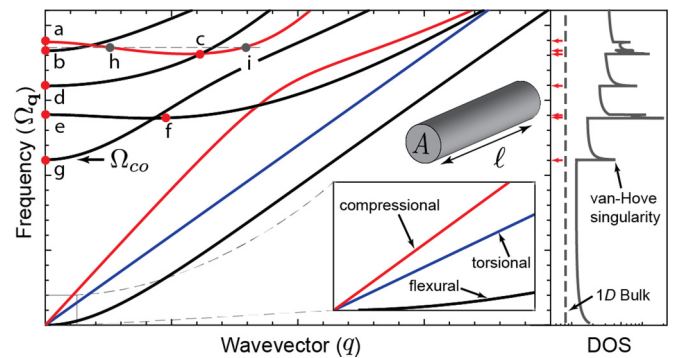 a
b
h
c
i
d
e
f
g
Ω_co
A
ℓ
van-Hove
singularity
compressional
torsional
flexural
1D Bulk
Frequency (Ω_q)
Wavevector (q)
DOS